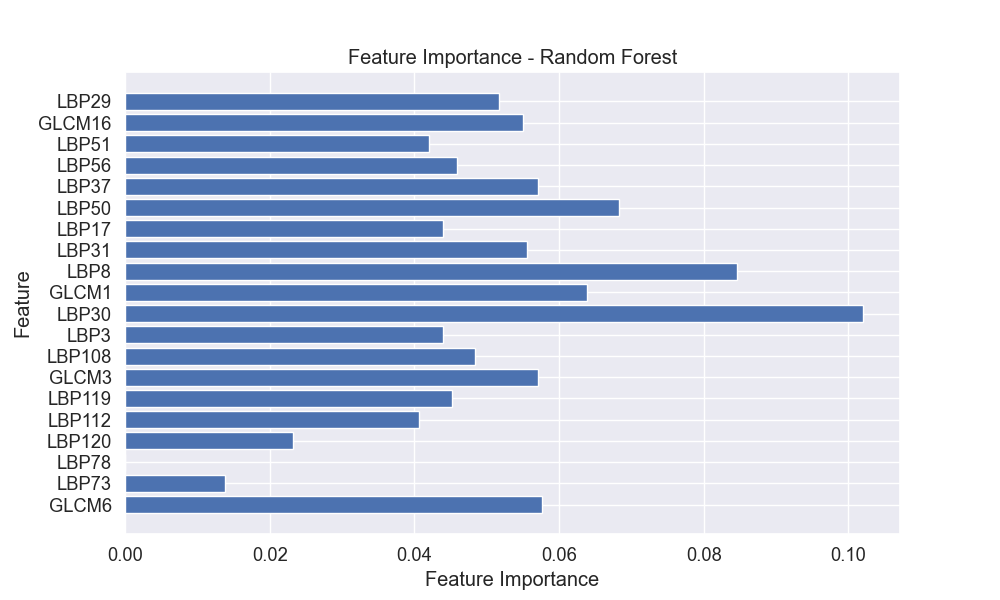 Feature Importance - Random Forest
Feature
LBP29
GLCM16
LBP51
LBP56
LBP37
LBP50
LBP17
LBP31
LBP8
GLCM1
LBP30
LBP3
LBP108
GLCM3
LBP119
LBP112
LBP120
LBP78
LBP73
GLCM6
0.00 0.02 0.04 0.06 0.08 0.10
Feature Importance